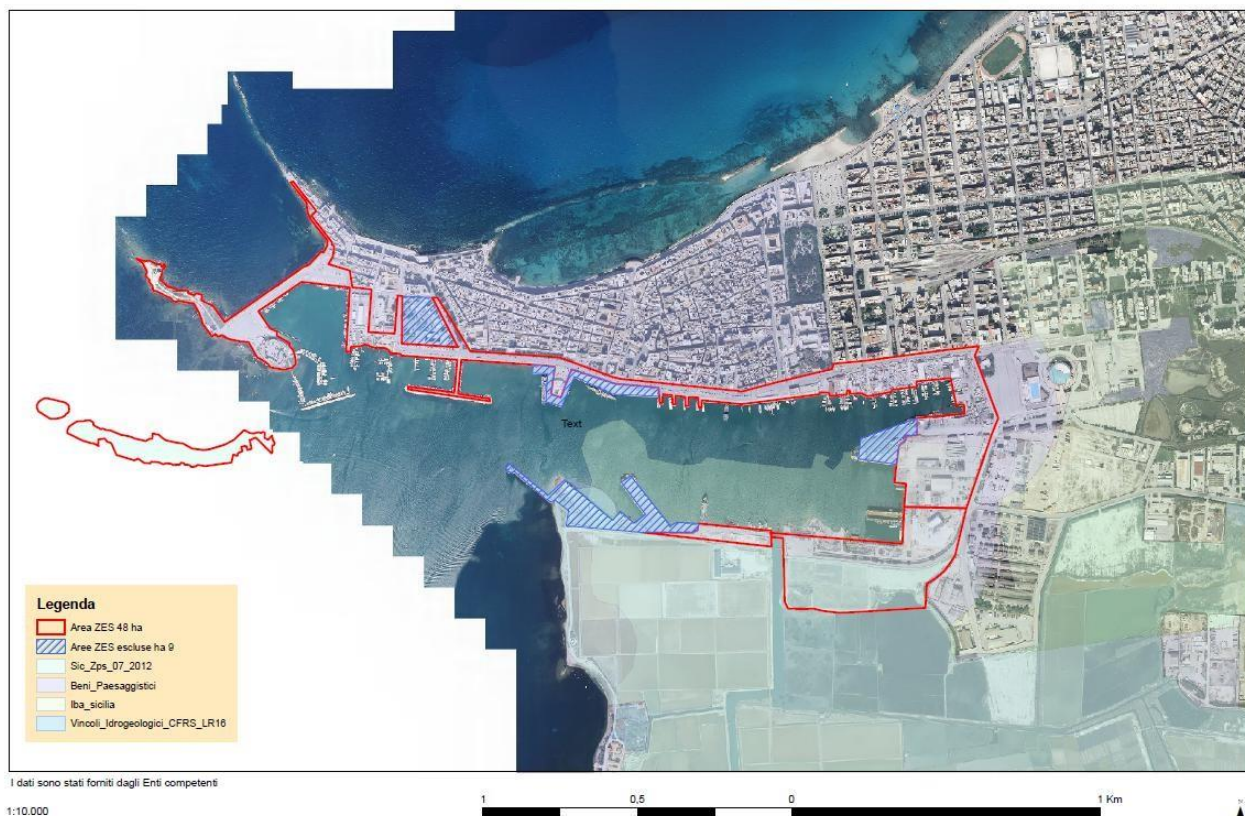 Text
Legenda
Area ZES 48 ha
Aree ZES escluse ha 9
Sic_Zps_07_2012
Beni_Paesaggistici
Iba_sicilia
Vincoli_Idrogeologici_CFRS_LR16
I dati sono stati forniti dagli Enti competenti
1:10.000
1 0,5 0 1 Km